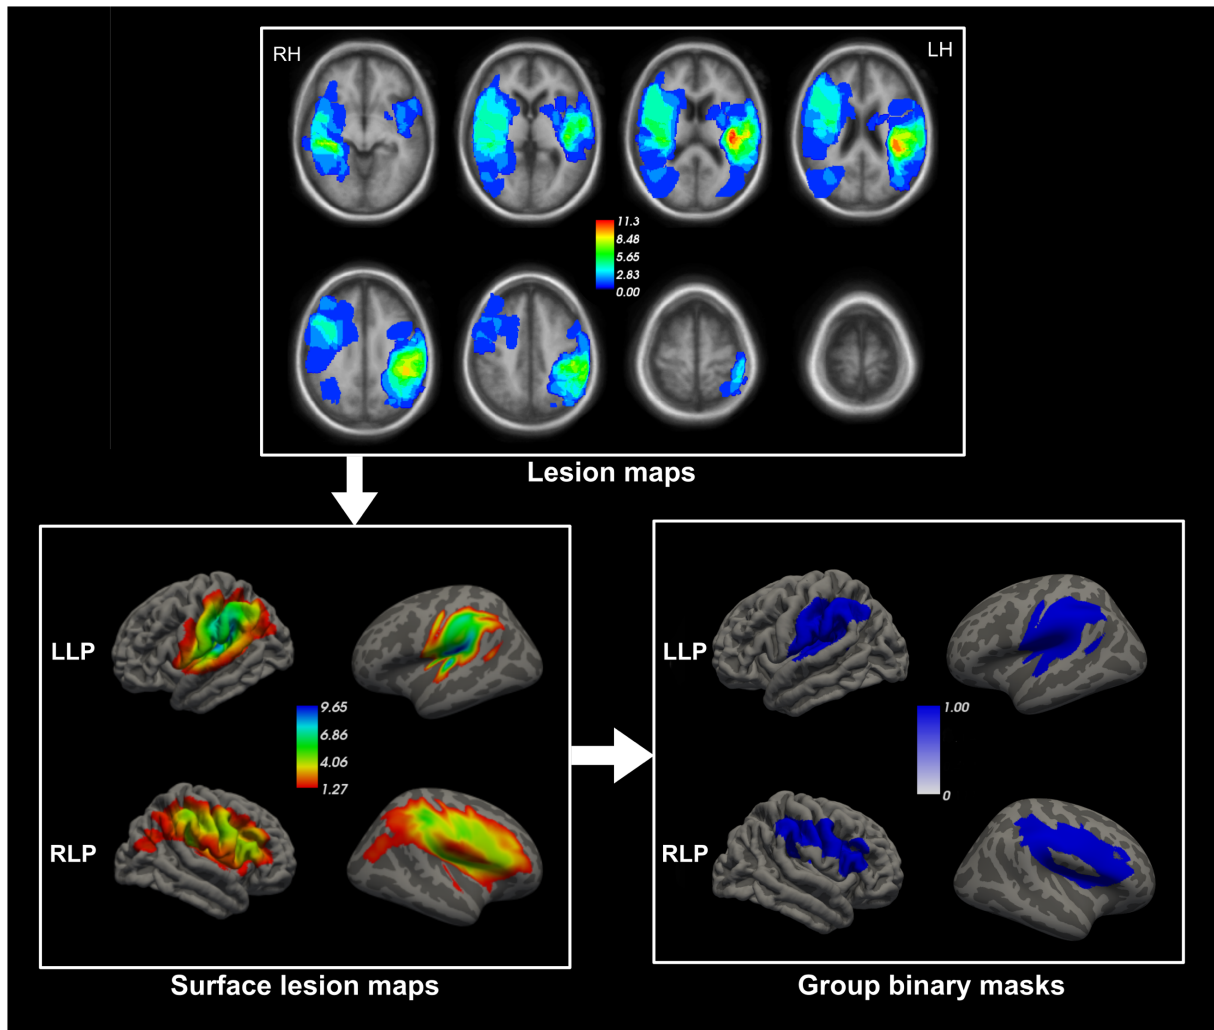 RH
LH
11.3
8.48
5.65
2.83
0.00
Lesion maps
LLP
9.65
6.86
4.06
1.27
RLP
Surface lesion maps
LLP
1.00
0
RLP
Group binary masks